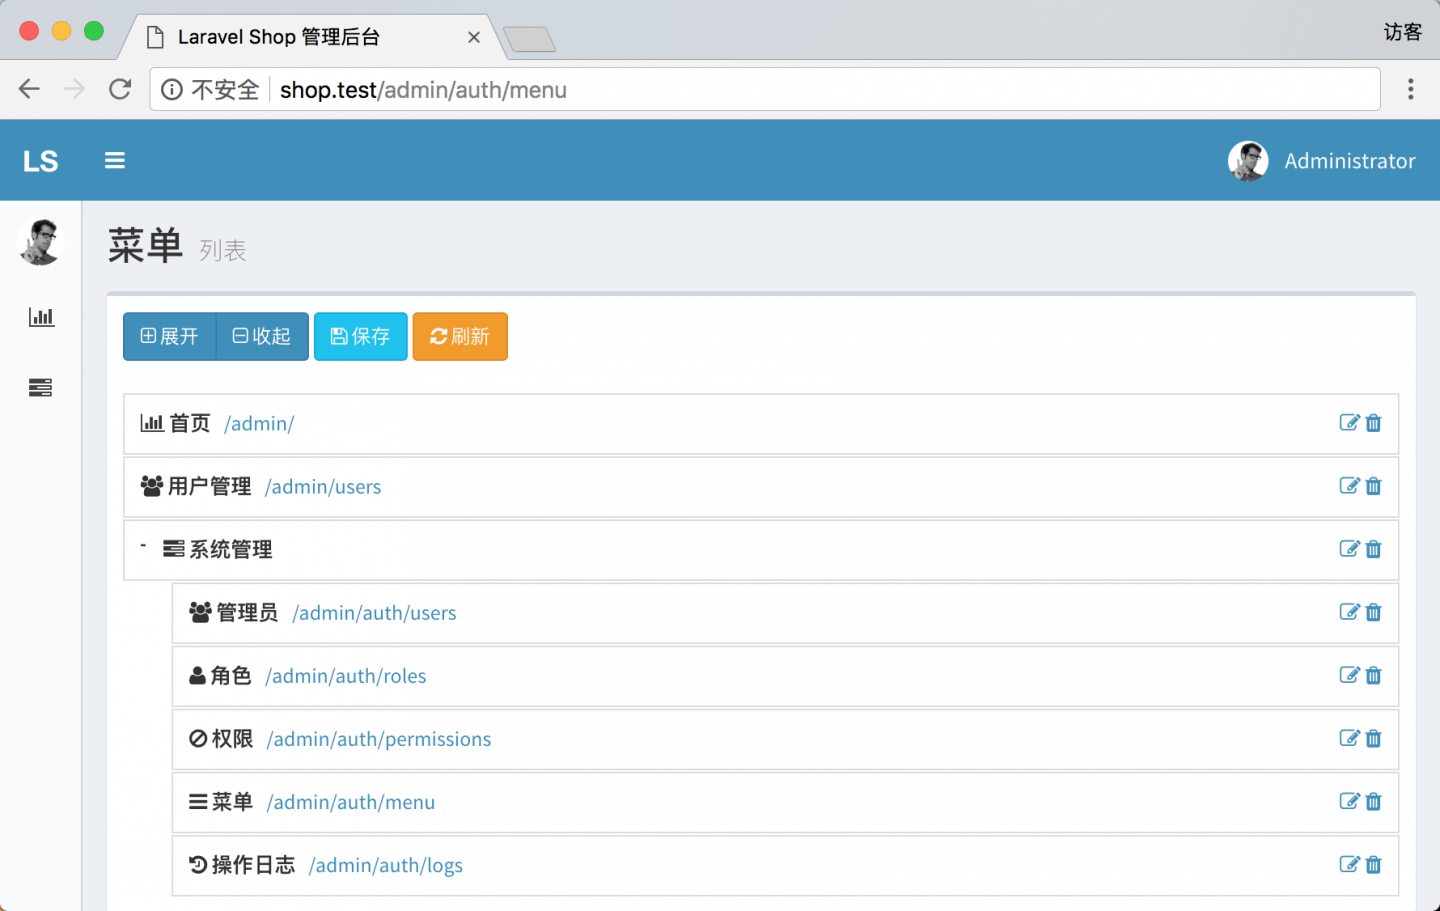 Laravel Shop 管理后台
访客
不安全 shop.test/admin/auth/menu
LS Administrator
菜单 列表
展开 收起 保存 刷新
首页 /admin/
用户管理 /admin/users
- 系统管理
管理员 /admin/auth/users
角色 /admin/auth/roles
权限 /admin/auth/permissions
菜单 /admin/auth/menu
操作日志 /admin/auth/logs